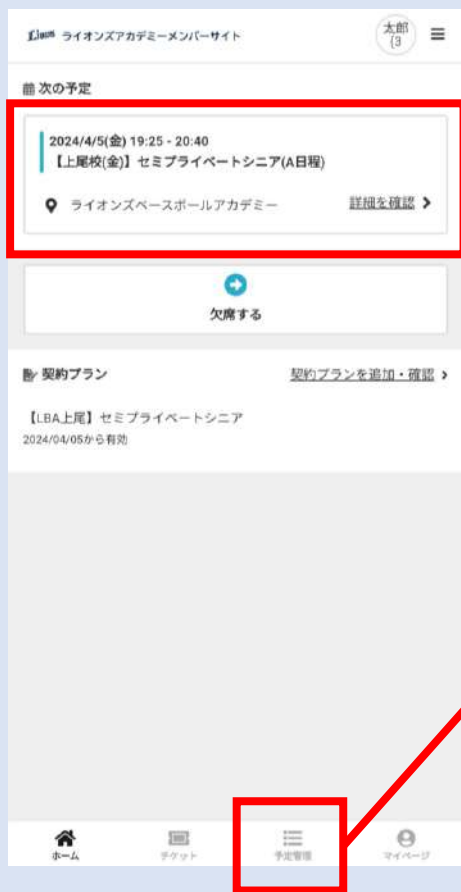 Lions ライオンズアカデミーメンバーサイト
太郎
(3
次の予定
2024/4/5(金) 19:25 - 20:40
【上尾校(金)】セミプライベートシニア(A日程)
ライオンズベースボールアカデミー 詳細を確認
欠席する
契約プラン 契約プランを追加・確認
【LBA上尾】セミプライベートシニア
2024/04/05から有効
ホーム チケット 予定管理 マイページ